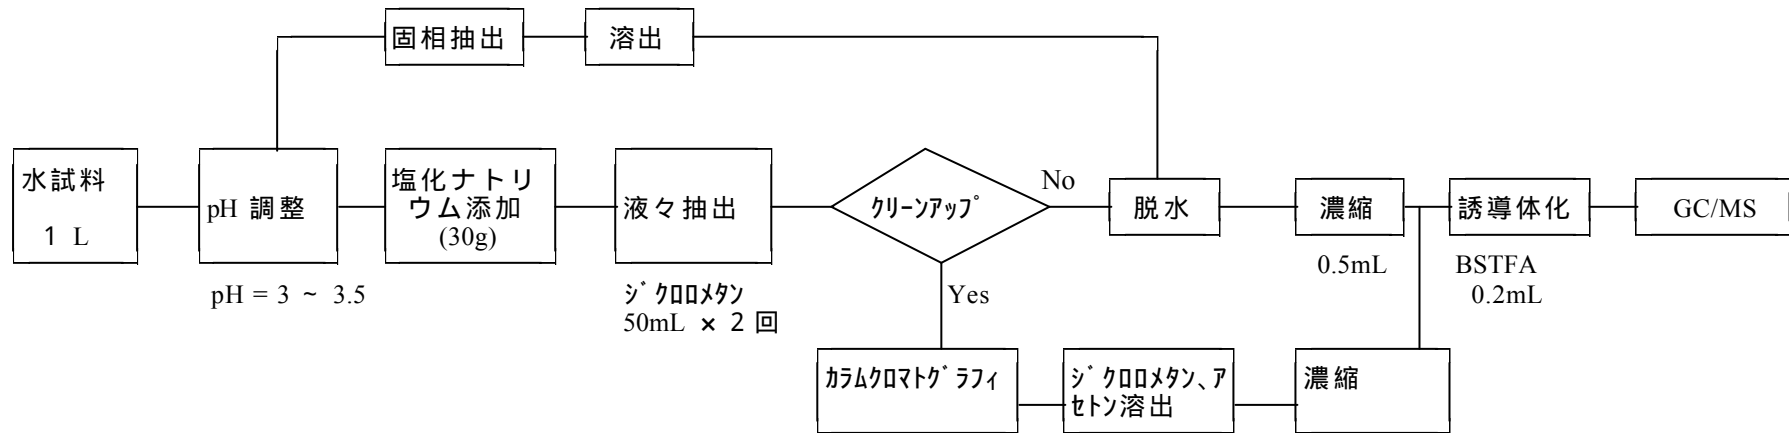 固相抽出
溶出
水試料
1 L
pH 調整
pH = 3 ~ 3.5
塩化ナトリ
ウム添加
(30g)
液々抽出
ｼﾞｸﾛﾛﾒﾀﾝ
50mL × 2 回
ｸﾘｰﾝｱｯﾌﾟ
No
Yes
脱水
濃縮
0.5mL
誘導体化
BSTFA
0.2mL
GC/MS
ｶﾗﾑｸﾛﾏﾄｸﾞﾗﾌｨ
ｼﾞｸﾛﾛﾒﾀﾝ、ｱ
ｾﾄﾝ溶出
濃縮